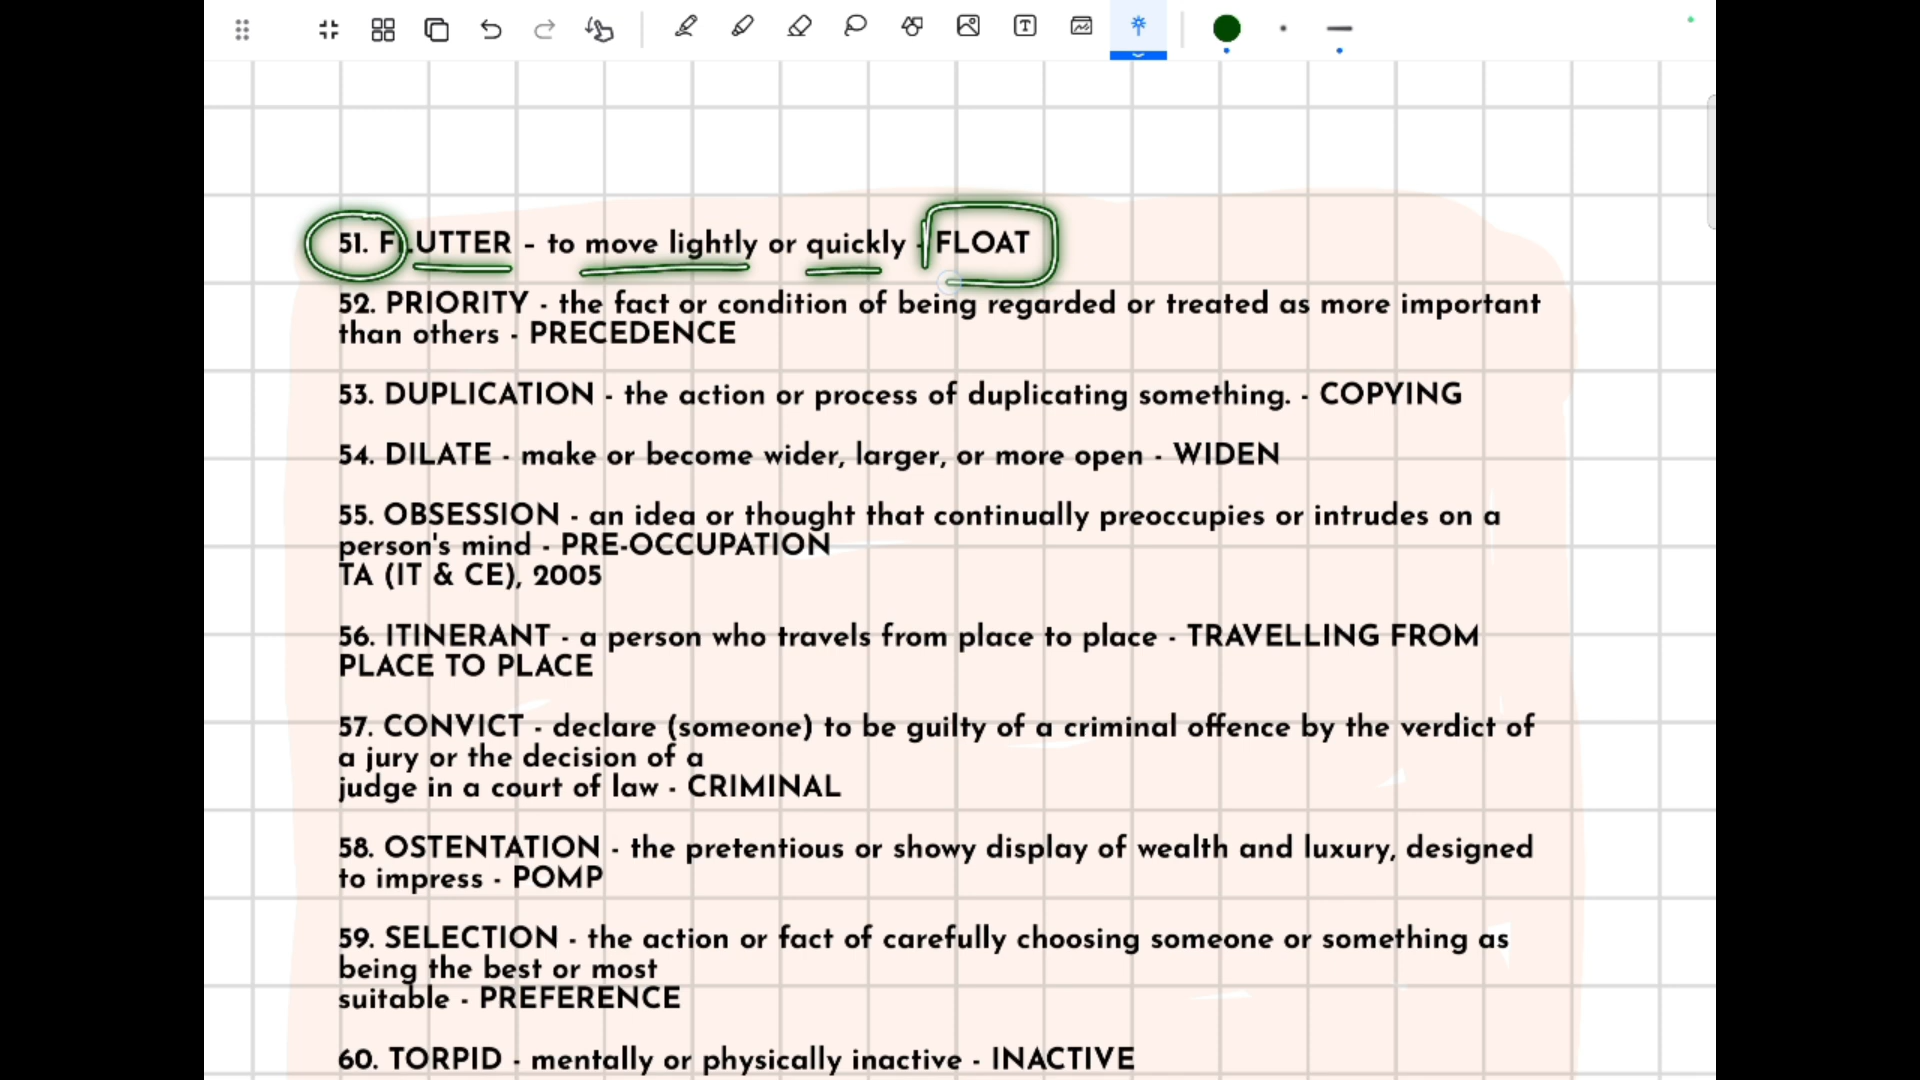 51. FLUTTER - to move lightly or quickly - FLOAT
52. PRIORITY - the fact or condition of being regarded or treated as more important
than others - PRECEDENCE
53. DUPLICATION - the action or process of duplicating something. - COPYING
54. DILATE - make or become wider, larger, or more open - WIDEN
55. OBSESSION - an idea or thought that continually preoccupies or intrudes on a
person's mind - PRE-OCCUPATION
TA (IT & CE), 2005
56. ITINERANT - a person who travels from place to place - TRAVELLING FROM
PLACE TO PLACE
57. CONVICT - declare (someone) to be guilty of a criminal offence by the verdict of
a jury or the decision of a
judge in a court of law - CRIMINAL
58. OSTENTATION - the pretentious or showy display of wealth and luxury, designed
to impress - POMP
59. SELECTION - the action or fact of carefully choosing someone or something as
being the best or most
suitable - PREFERENCE
60. TORPID - mentally or physically inactive - INACTIVE